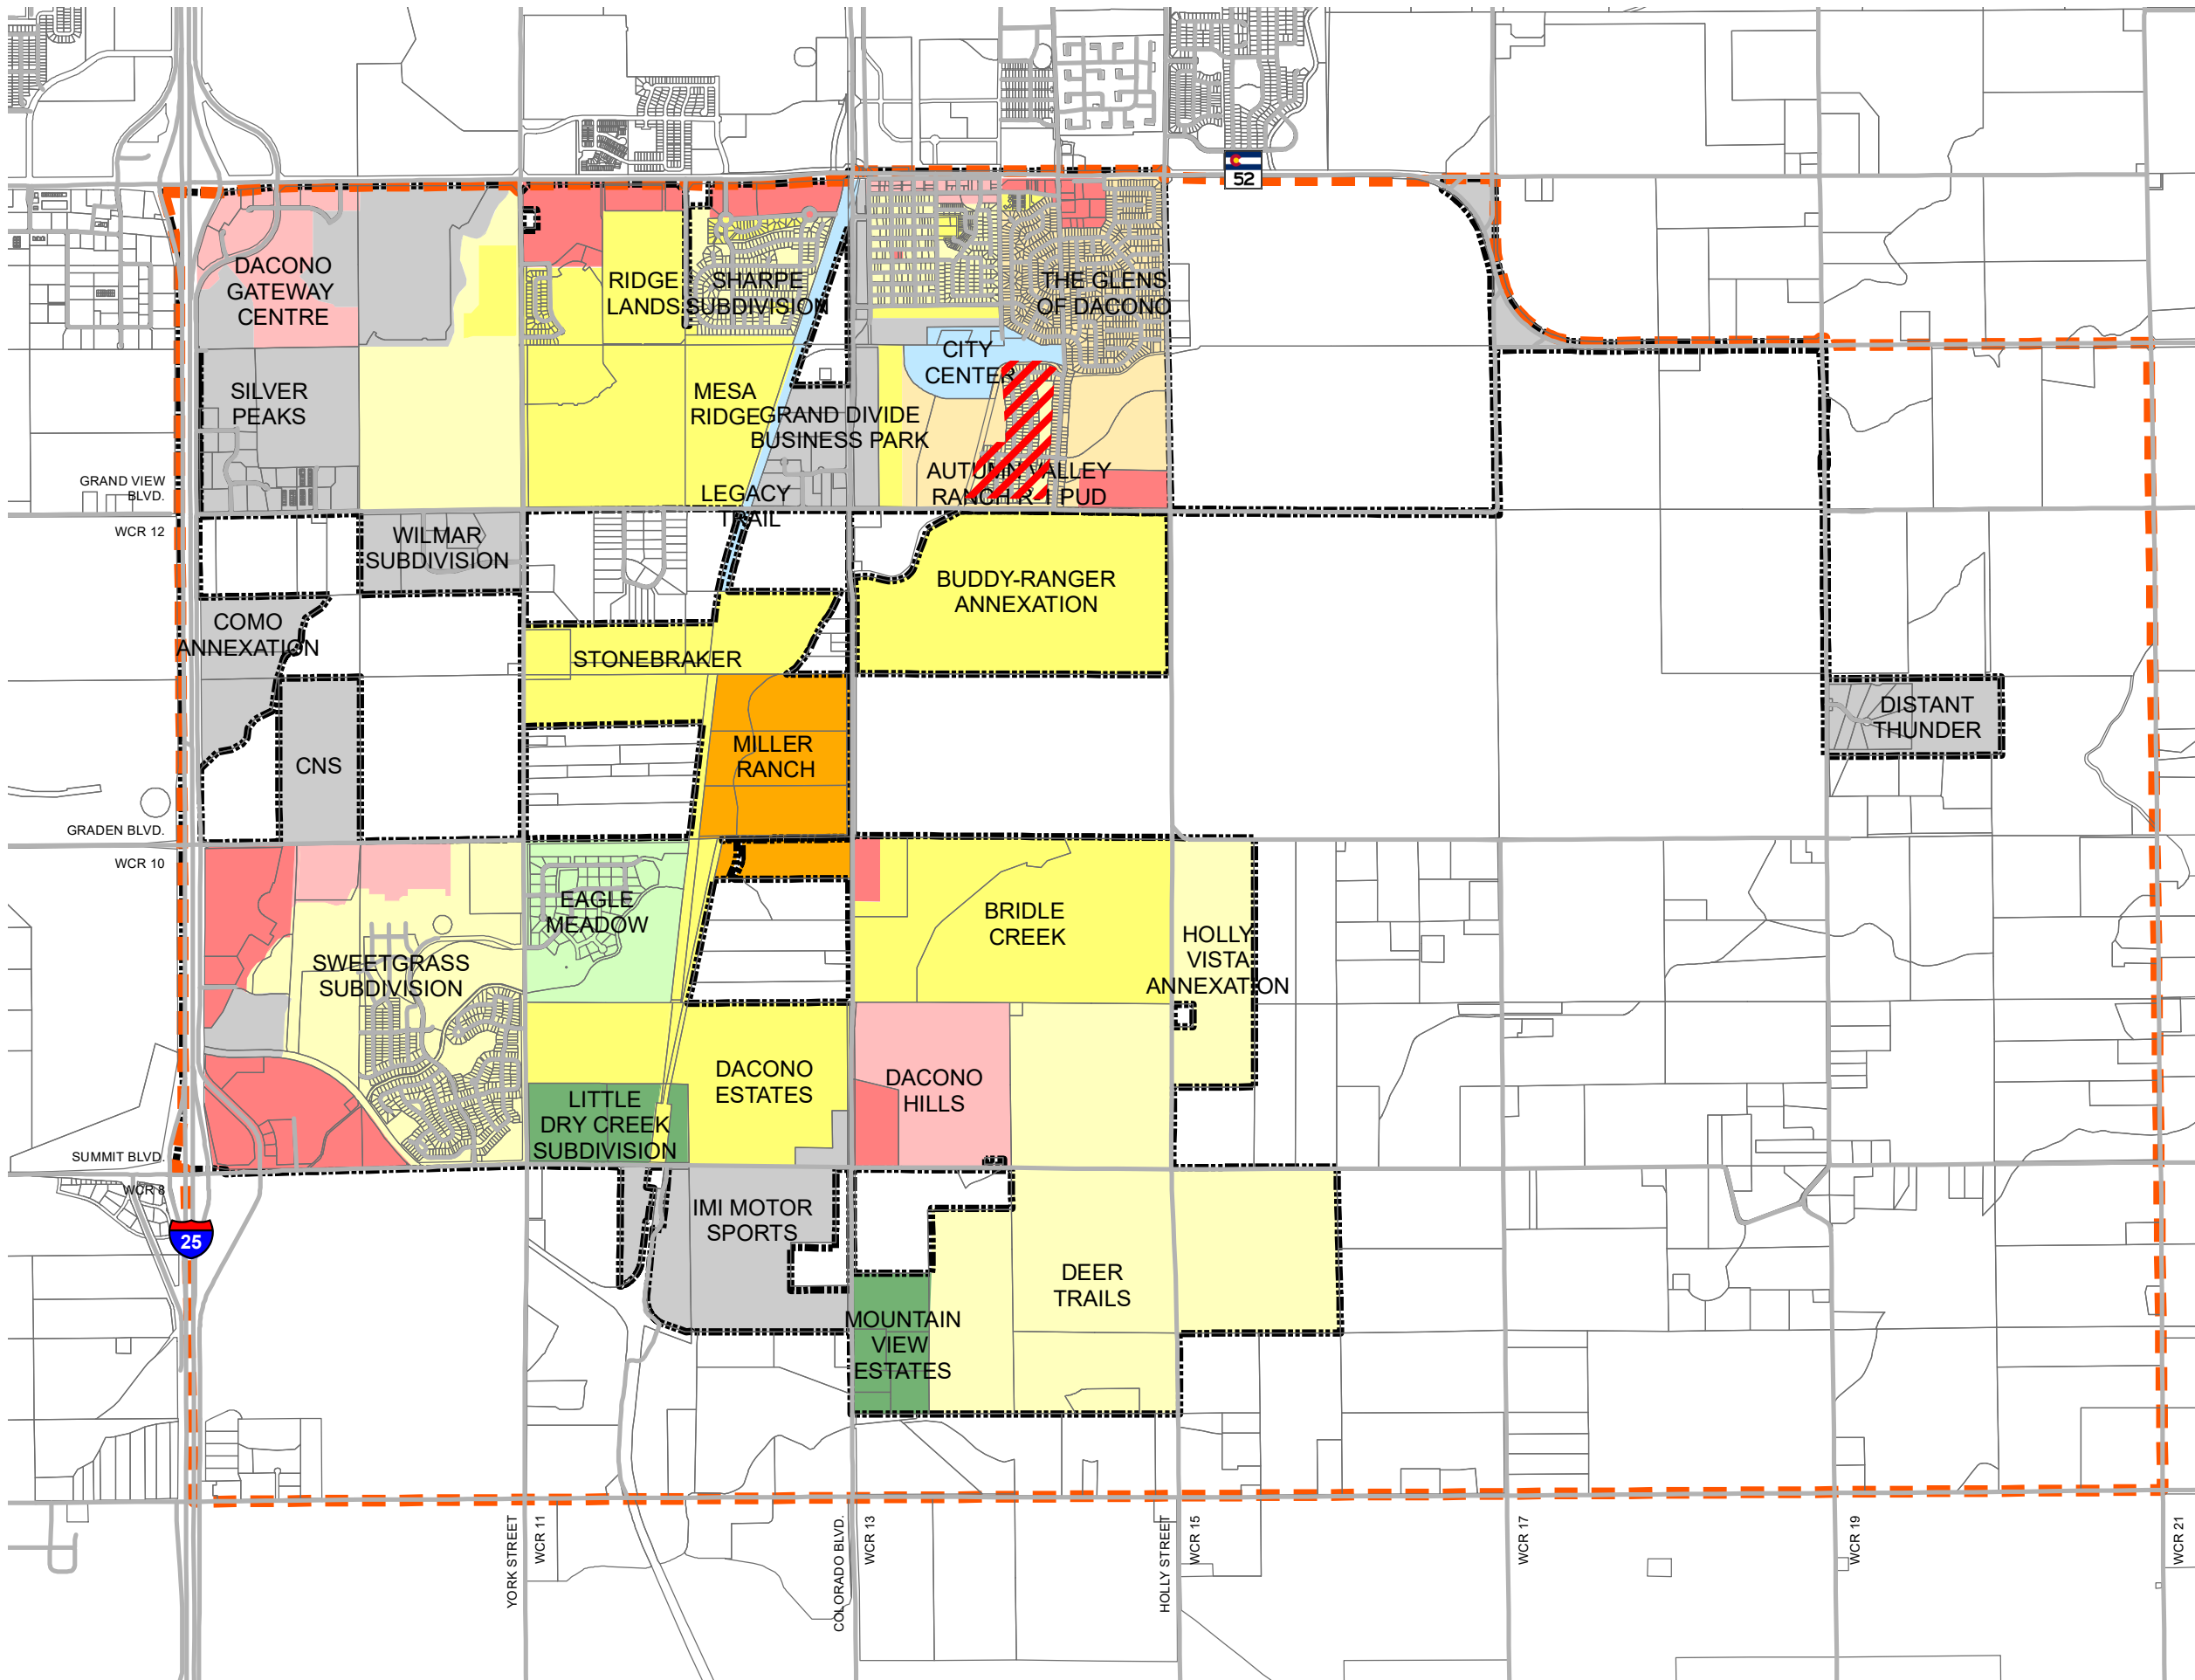 52
DACONO
GATEWAY
CENTRE
RIDGE
LANDS
SHARPE
SUBDIVISION
THE GLENS
OF DACONO
CITY
CENTER
SILVER
PEAKS
MESA
RIDGE
GRAND DIVIDE
BUSINESS PARK
AUTUMN VALLEY
RANCH R-1 PUD
GRAND VIEW
BLVD.
LEGACY
TRAIL
WCR 12
WILMAR
SUBDIVISION
BUDDY-RANGER
ANNEXATION
COMO
ANNEXATION
STONEBRAKER
DISTANT
THUNDER
MILLER
RANCH
CNS
GRADEN BLVD.
WCR 10
EAGLE
MEADOW
BRIDLE
CREEK
HOLLY
VISTA
ANNEXATION
SWEETGRASS
SUBDIVISION
DACONO
ESTATES
DACONO
HILLS
LITTLE
DRY CREEK
SUBDIVISION
SUMMIT BLVD.
WCR 8
IMI MOTOR
SPORTS
25
DEER
TRAILS
MOUNTAIN
VIEW
ESTATES
YORK STREET
WCR 11
COLORADO BLVD.
WCR 13
HOLLY STREET
WCR 15
WCR 17
WCR 19
WCR 21